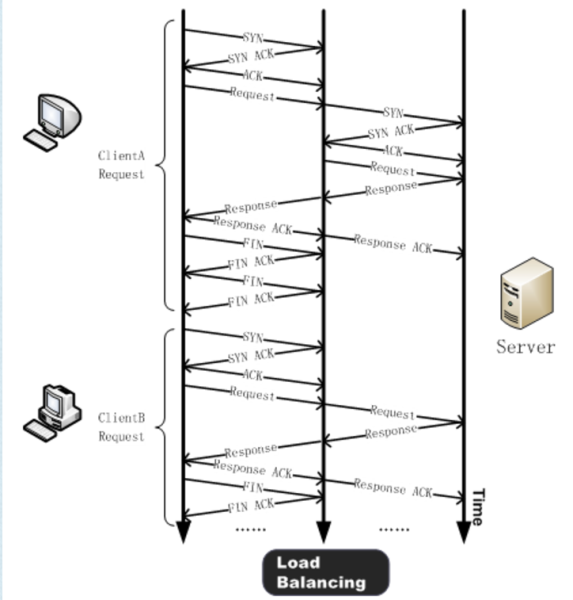 SYN
SYN ACK
ACK
Request
SYN
SYN ACK
ACK
Request
Response
Response
Response ACK
Response ACK
FIN
FIN ACK
FIN
FIN ACK
ClientA
Request
Server
SYN
SYN ACK
ACK
Request
Request
Response
Response
Response ACK
Response ACK
FIN
FIN ACK
ClientB
Request
Time
......
......
Load
Balancing